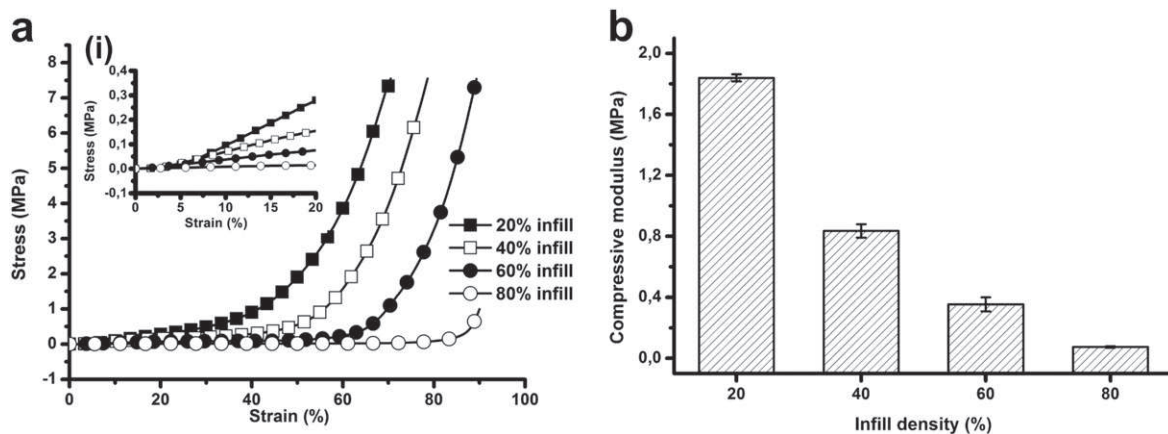 a
(i)
Stress (MPa)
8
7
6
5
4
3
2
1
0
-1
0
20
40
60
80
100
Strain (%)
Stress (MPa)
0,4
0,3
0,2
0,1
0,0
-0,1
0
5
10
15
20
Strain (%)
20% infill
40% infill
60% infill
80% infill
b
Compressive modulus (MPa)
2,0
1,6
1,2
0,8
0,4
0,0
20
40
60
80
Infill density (%)